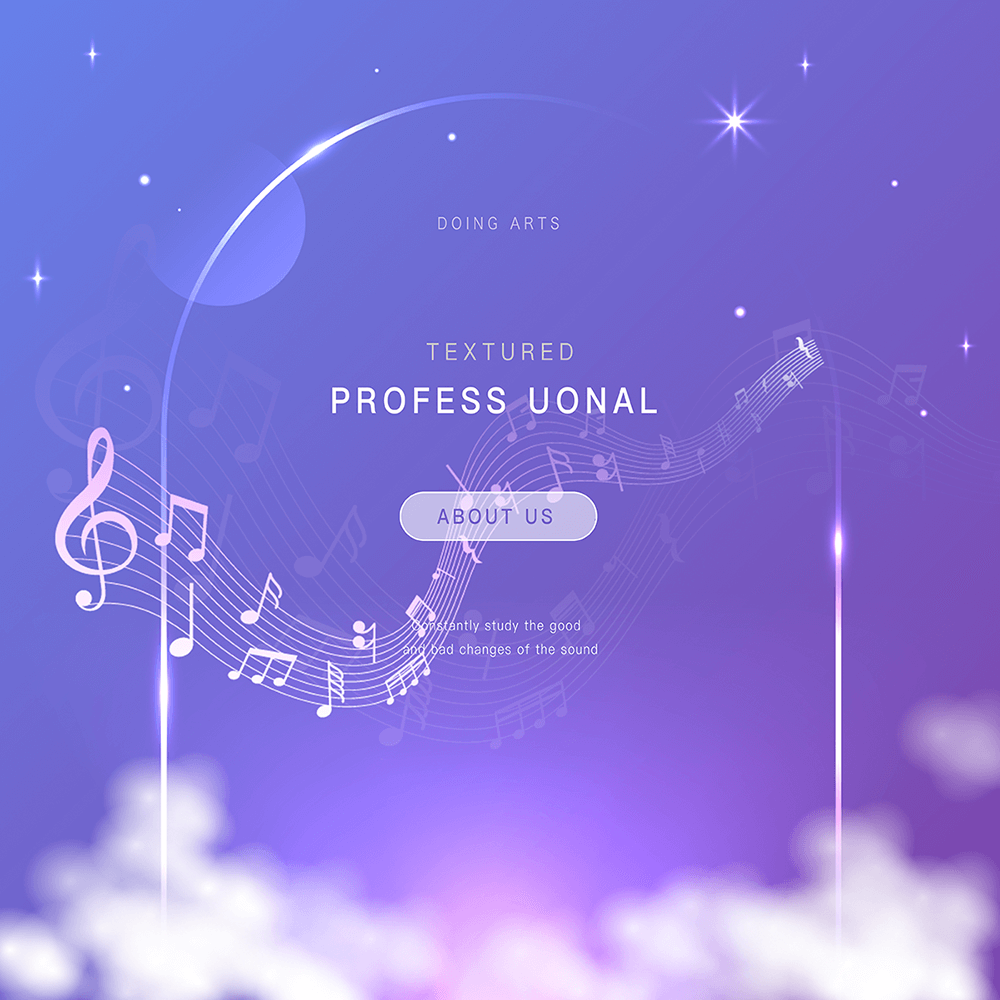 DOING ARTS
TEXTURED
PROFESS UONAL
ABOUT US
Constantly study the good
and bad changes of the sound